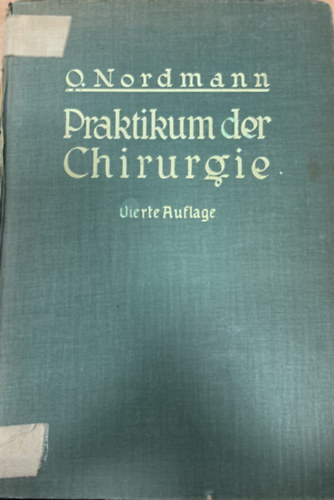 O. Nordmann
Praktikum der
Chirurgie
Vierte Auflage